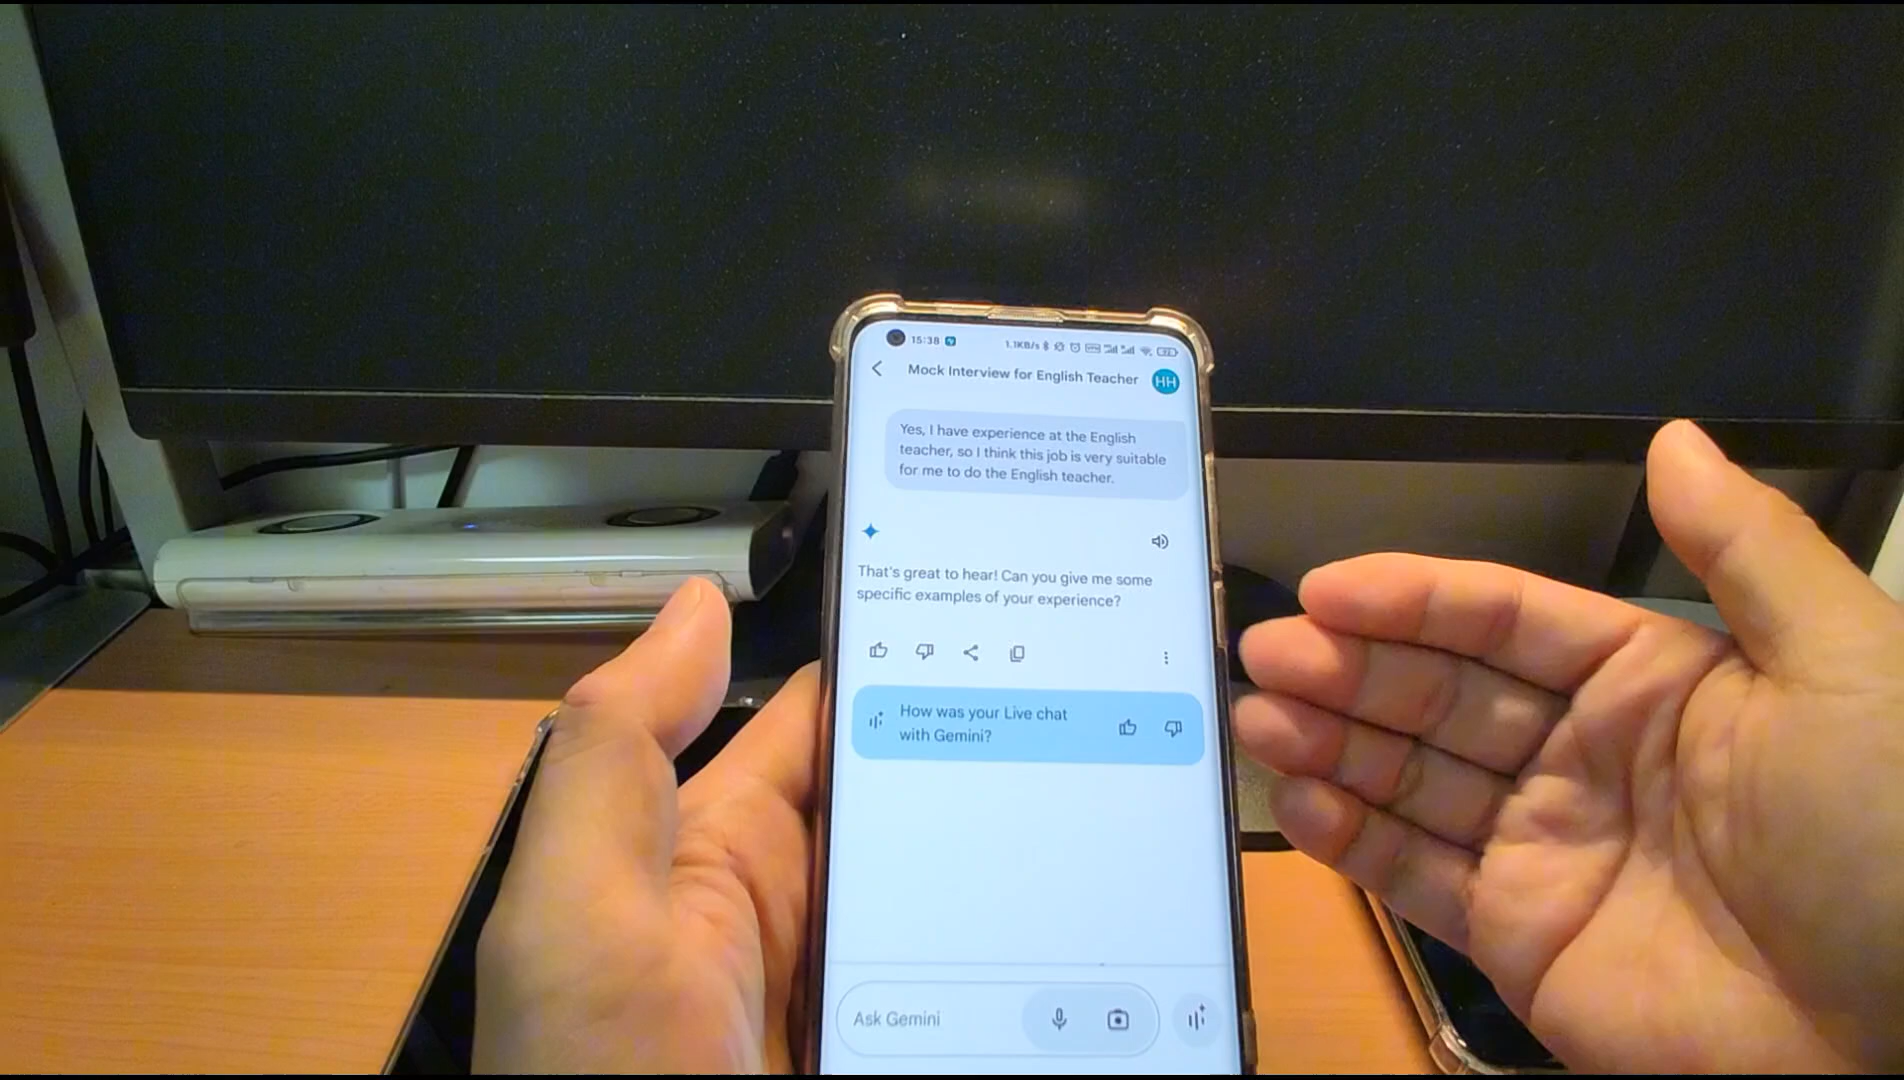 15:38
1.1KB/s
Mock Interview for English Teacher
HH
Yes, I have experience at the English
teacher, so I think this job is very suitable
for me to do the English teacher.
That's great to hear! Can you give me some
specific examples of your experience?
How was your Live chat
with Gemini?
Ask Gemini